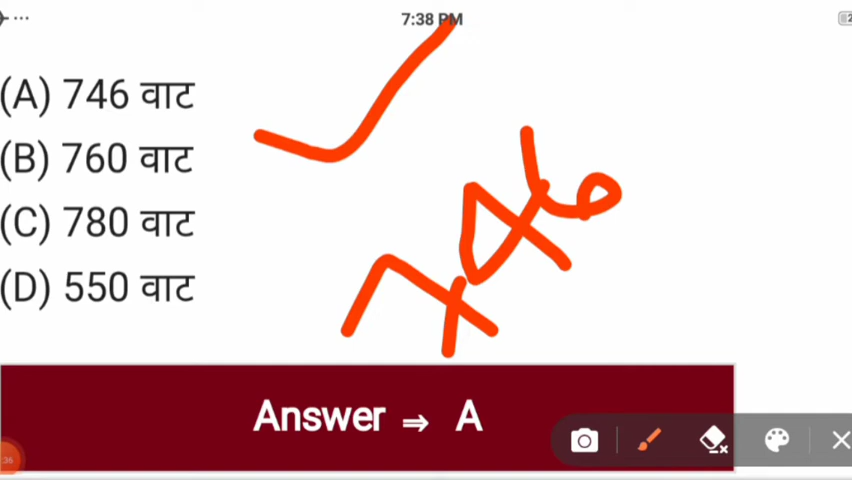 7:38 PM
(A) 746 वाट
(B) 760 वाट
(C) 780 वाट
(D) 550 वाट
746
Answer ⇒ A